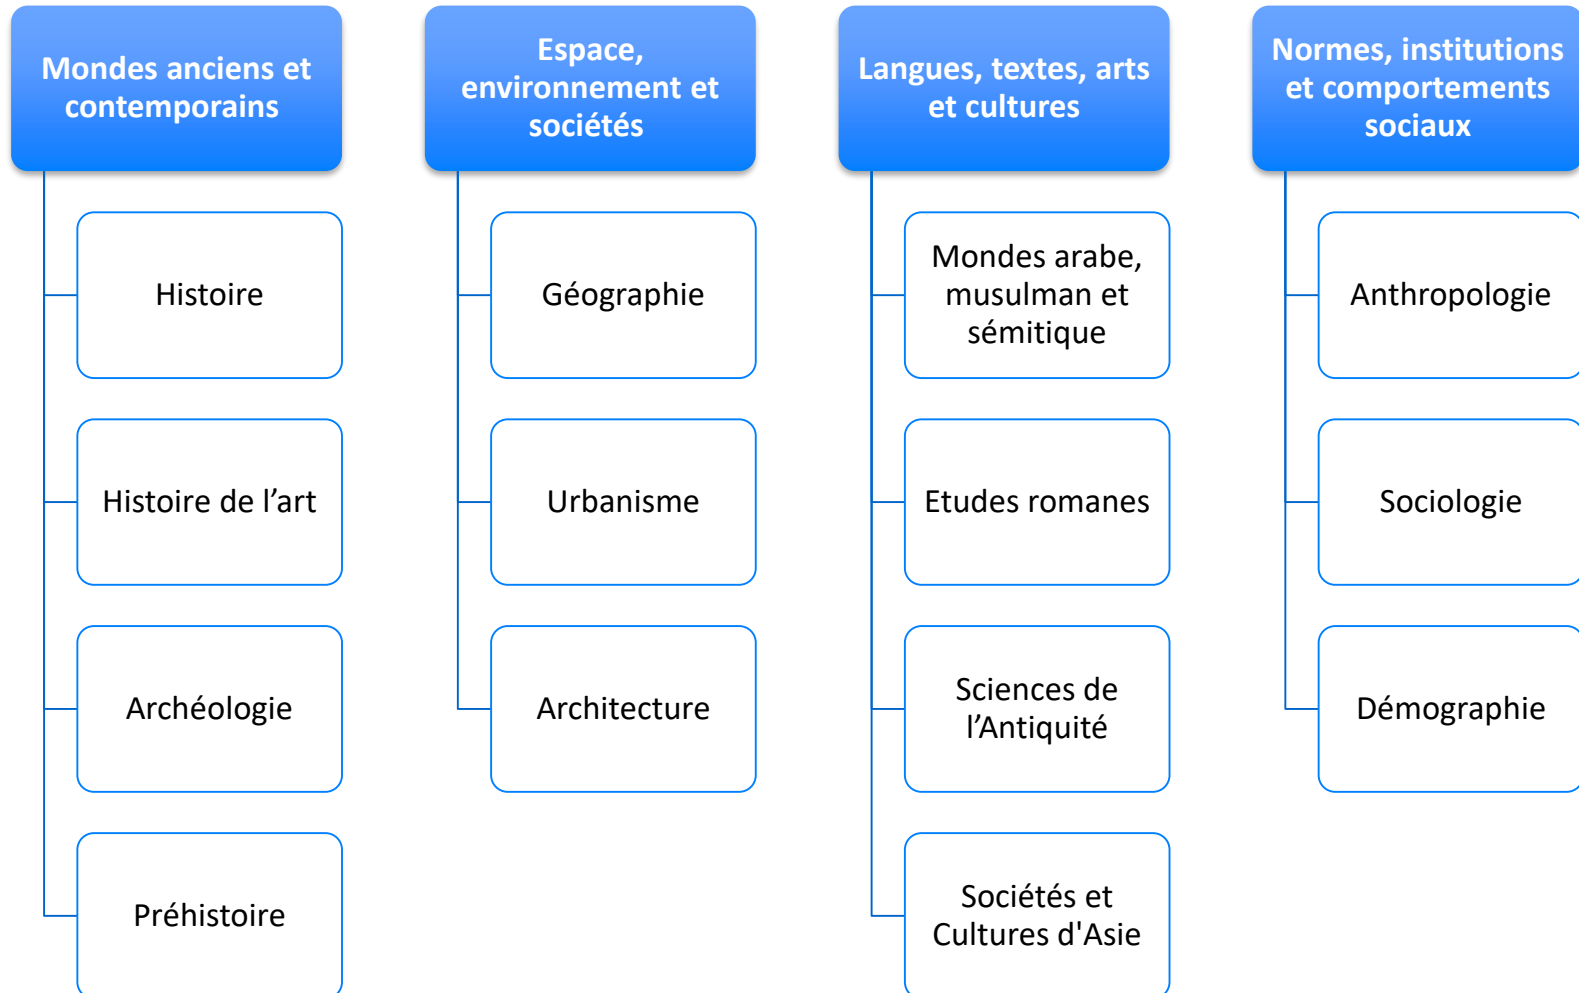 Mondes anciens et
contemporains
Histoire
Histoire de l’art
Archéologie
Préhistoire
Espace,
environnement et
sociétés
Géographie
Urbanisme
Architecture
Langues, textes, arts
et cultures
Mondes arabe,
musulman et
sémitique
Etudes romanes
Sciences de
l’Antiquité
Sociétés et
Cultures d'Asie
Normes, institutions
et comportements
sociaux
Anthropologie
Sociologie
Démographie